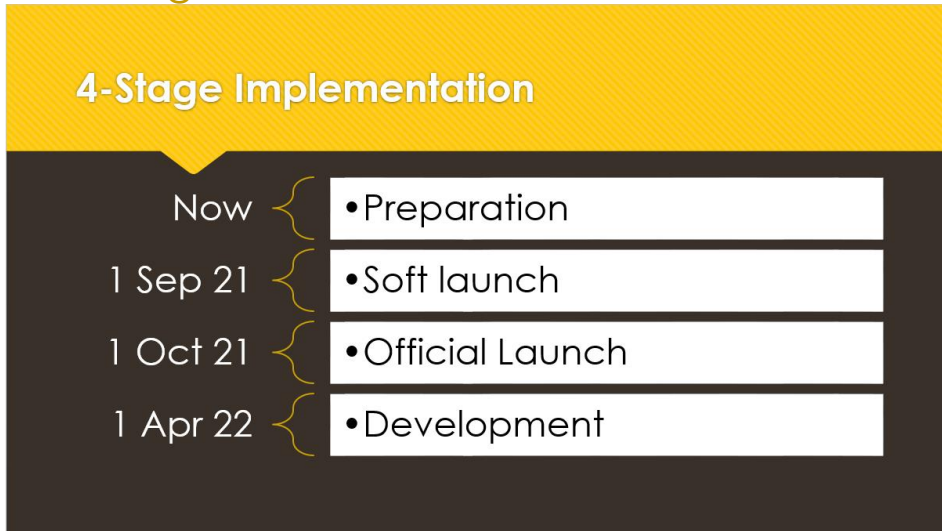 4-Stage Implementation
Now
•Preparation
1 Sep 21
•Soft launch
1 Oct 21
•Official Launch
1 Apr 22
•Development